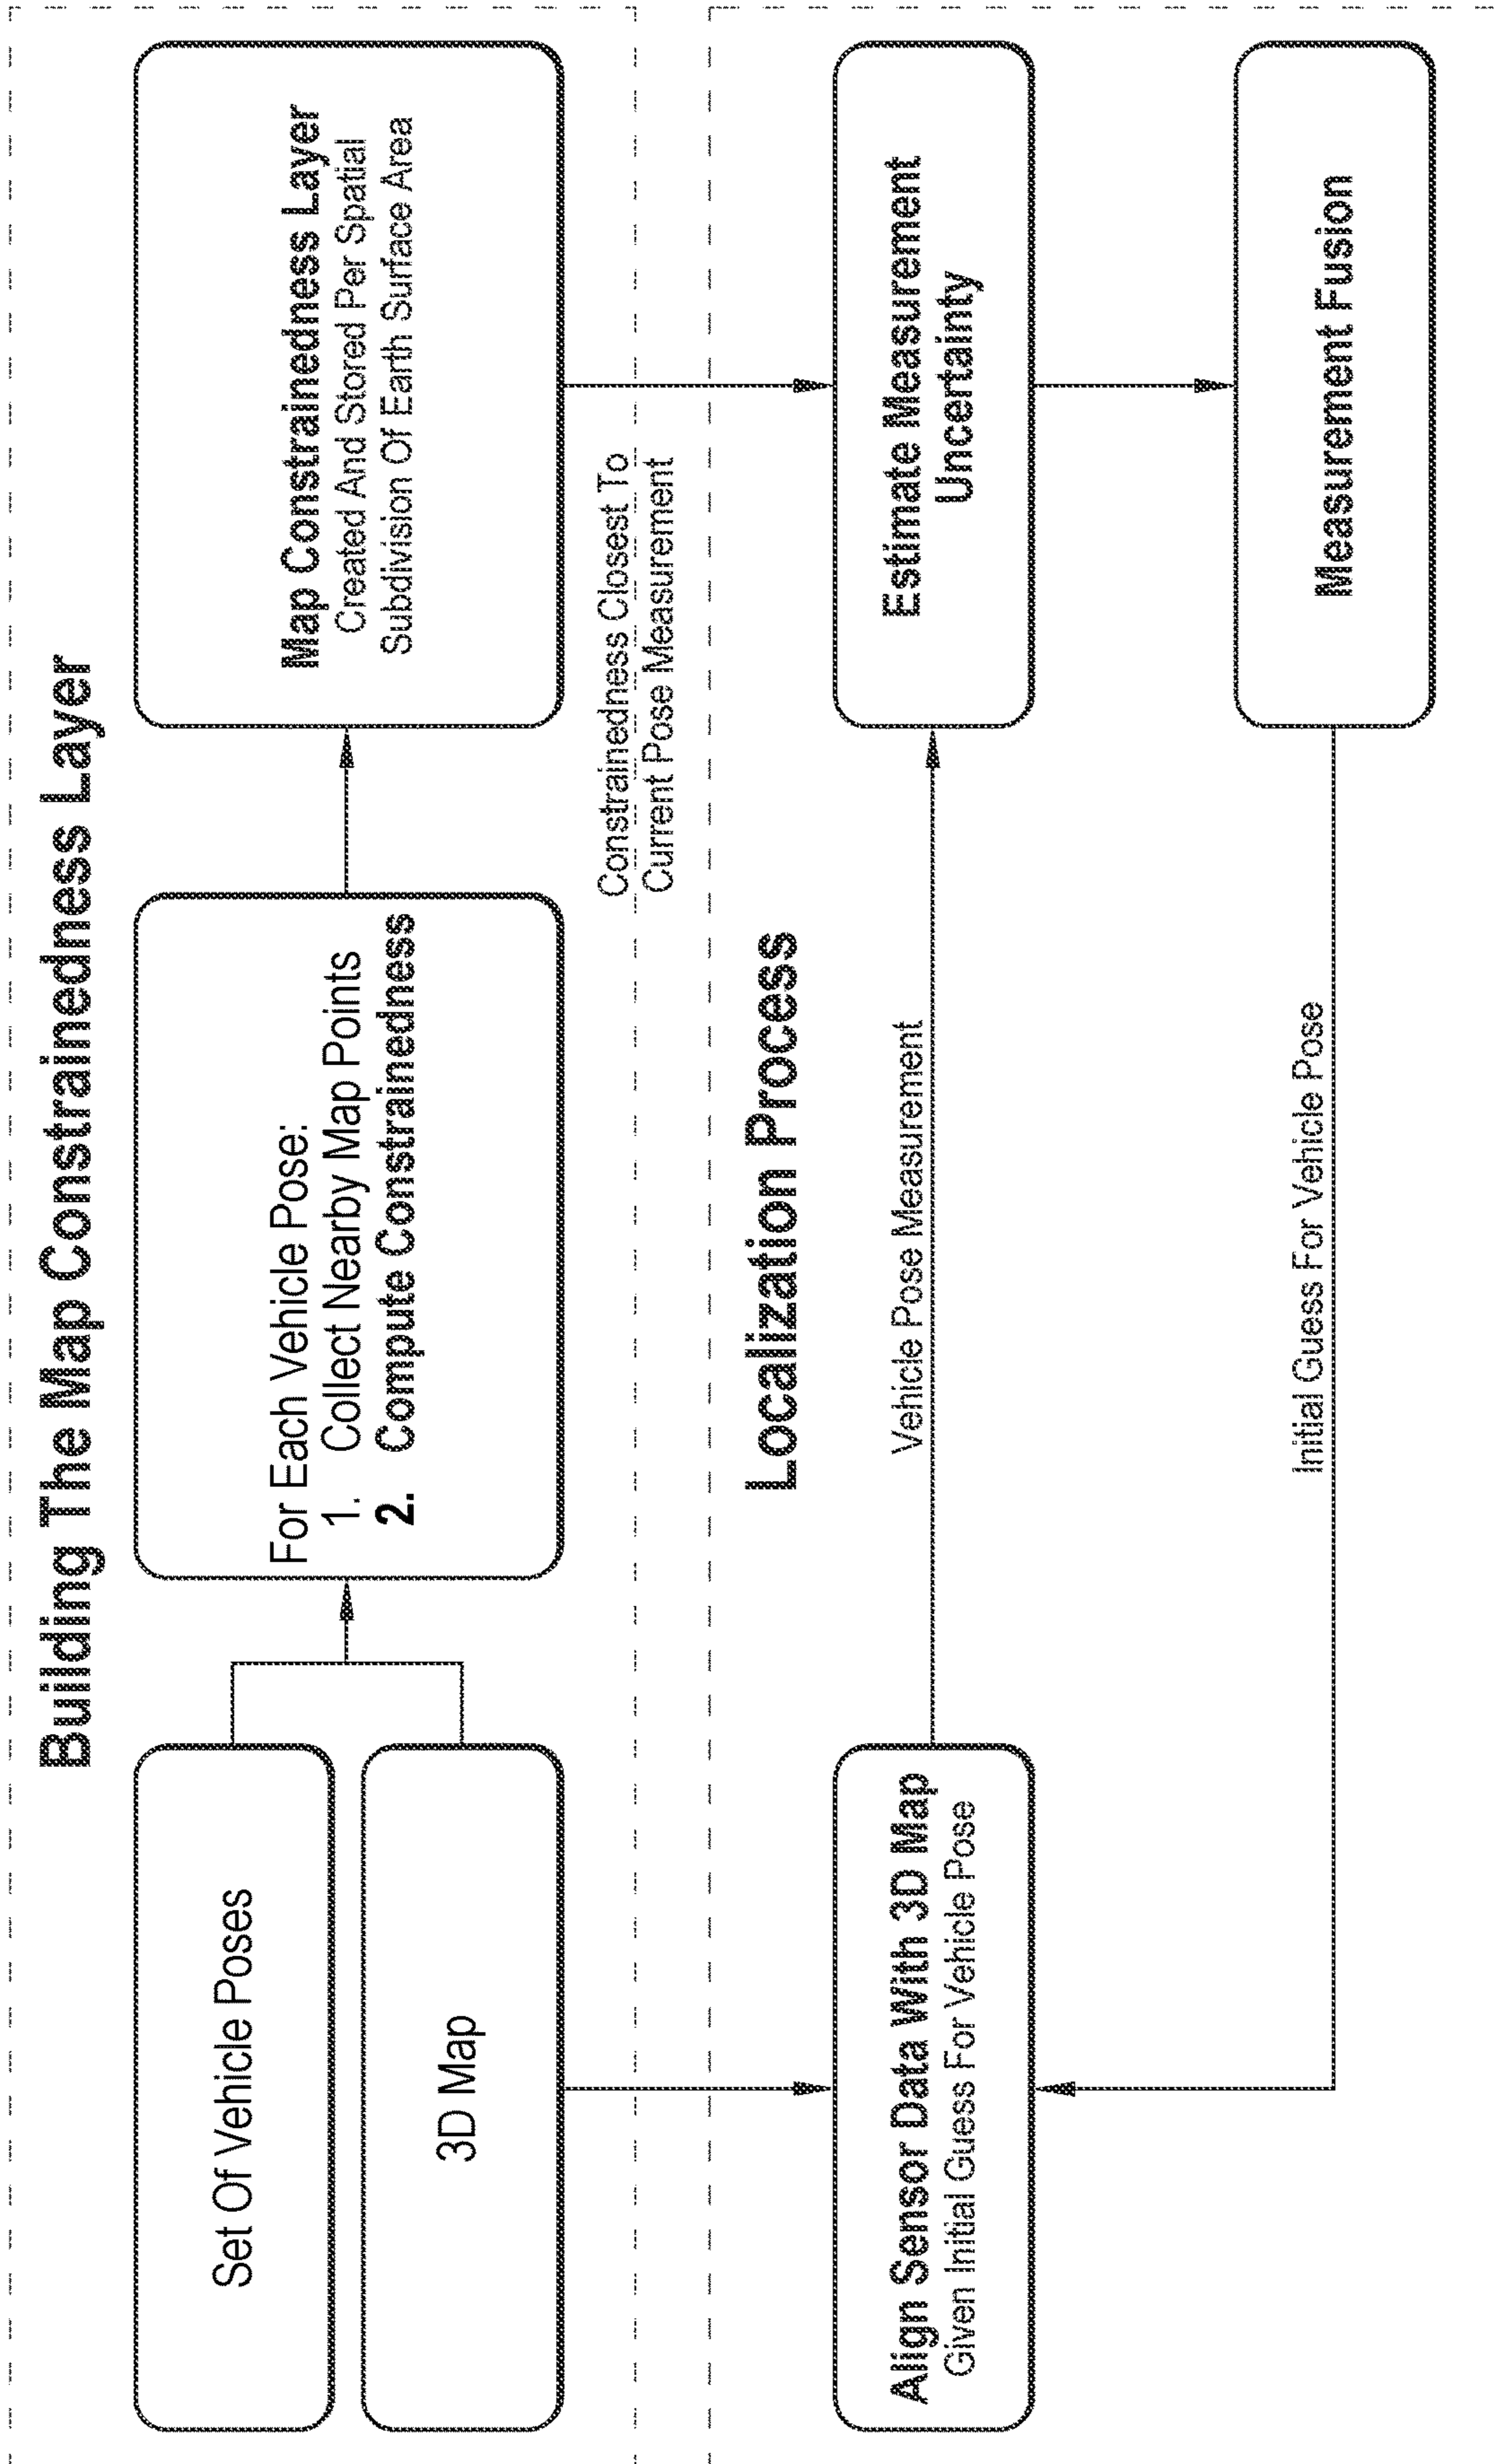 Building The Map Constrainedness Layer
Set Of Vehicle Poses
3D Map
For Each Vehicle Pose:
1. Collect Nearby Map Points
2. Compute Constrainedness
Map Constrainedness Layer
Created And Stored Per Spatial
Subdivision Of Earth Surface Area
Constrainedness Closest To
Current Pose Measurement
Localization Process
Align Sensor Data With 3D Map
Given Initial Guess For Vehicle Pose
Vehicle Pose Measurement
Estimate Measurement
Uncertainty
Initial Guess For Vehicle Pose
Measurement Fusion